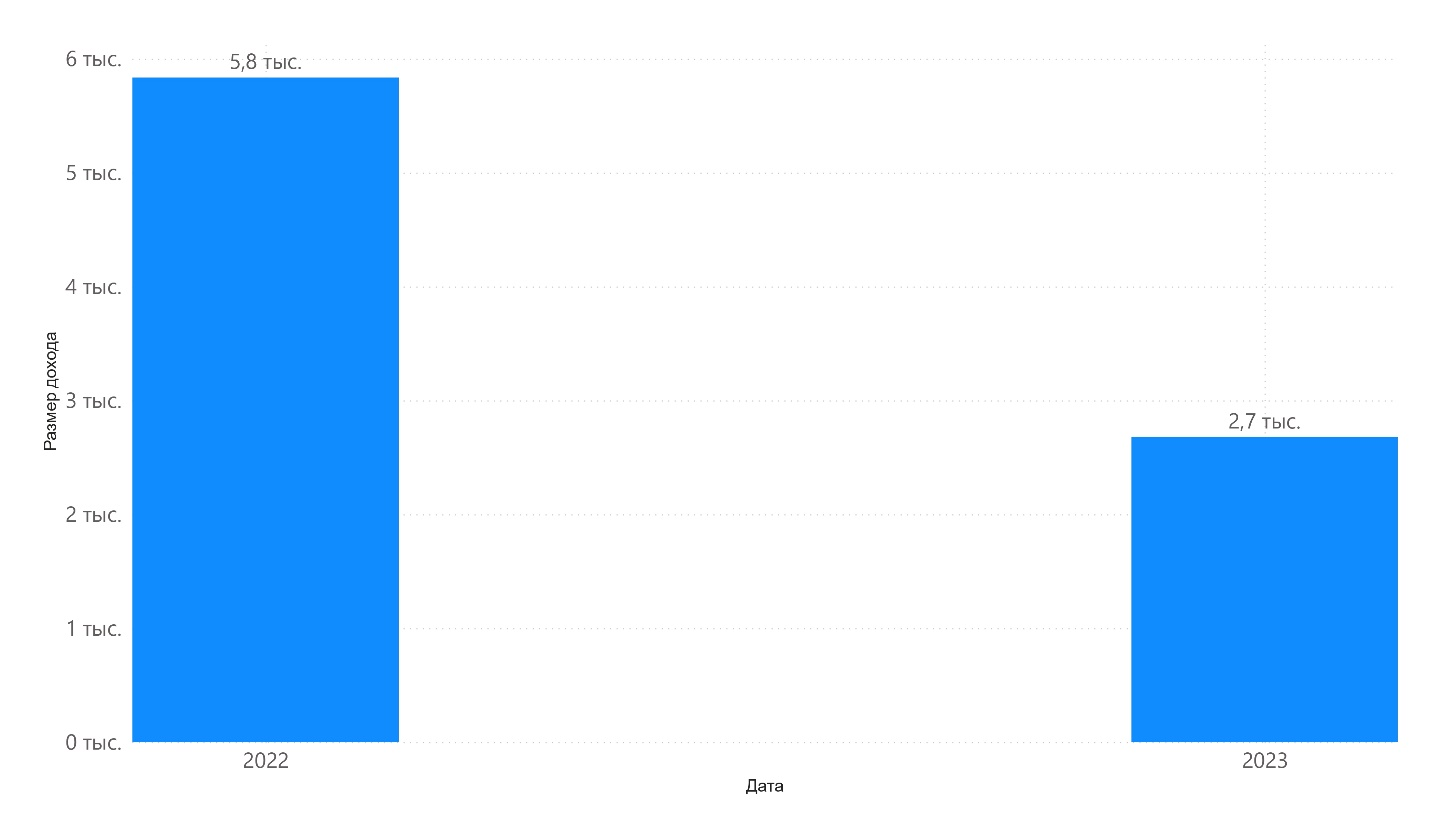 6 тыс.
5,8 тыс.
5 тыс.
4 тыс.
3 тыс.
2,7 тыс.
2 тыс.
1 тыс.
0 тыс.
Размер дохода
2022
2023
Дата